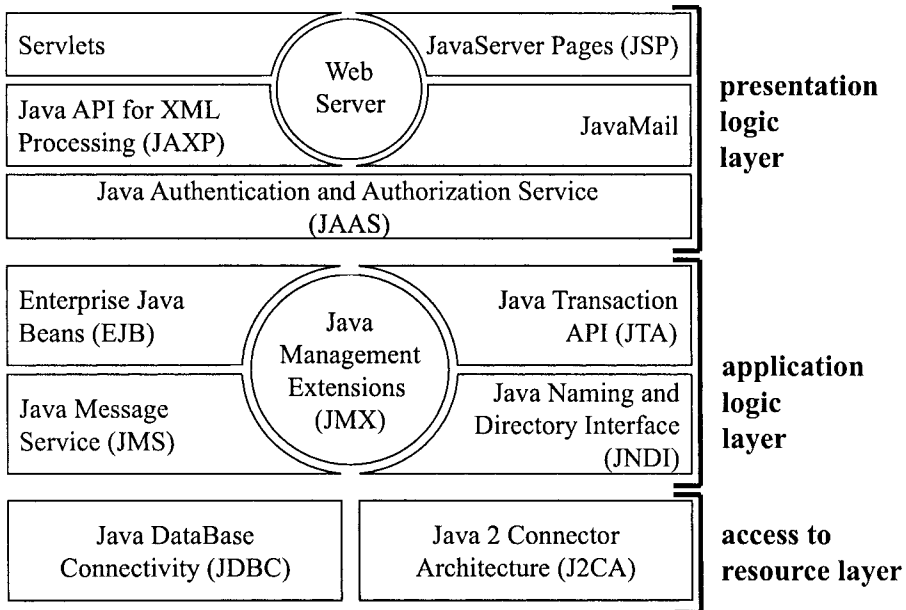 Servlets
Web
Server
JavaServer Pages (JSP)
Java API for XML
Processing (JAXP)
JavaMail
Java Authentication and Authorization Service
(JAAS)
presentation
logic
layer
Enterprise Java
Beans (EJB)
Java
Management
Extensions
(JMX)
Java Transaction
API (JTA)
Java Message
Service (JMS)
Java Naming and
Directory Interface
(JNDI)
application
logic
layer
Java DataBase
Connectivity (JDBC)
Java 2 Connector
Architecture (J2CA)
access to
resource layer